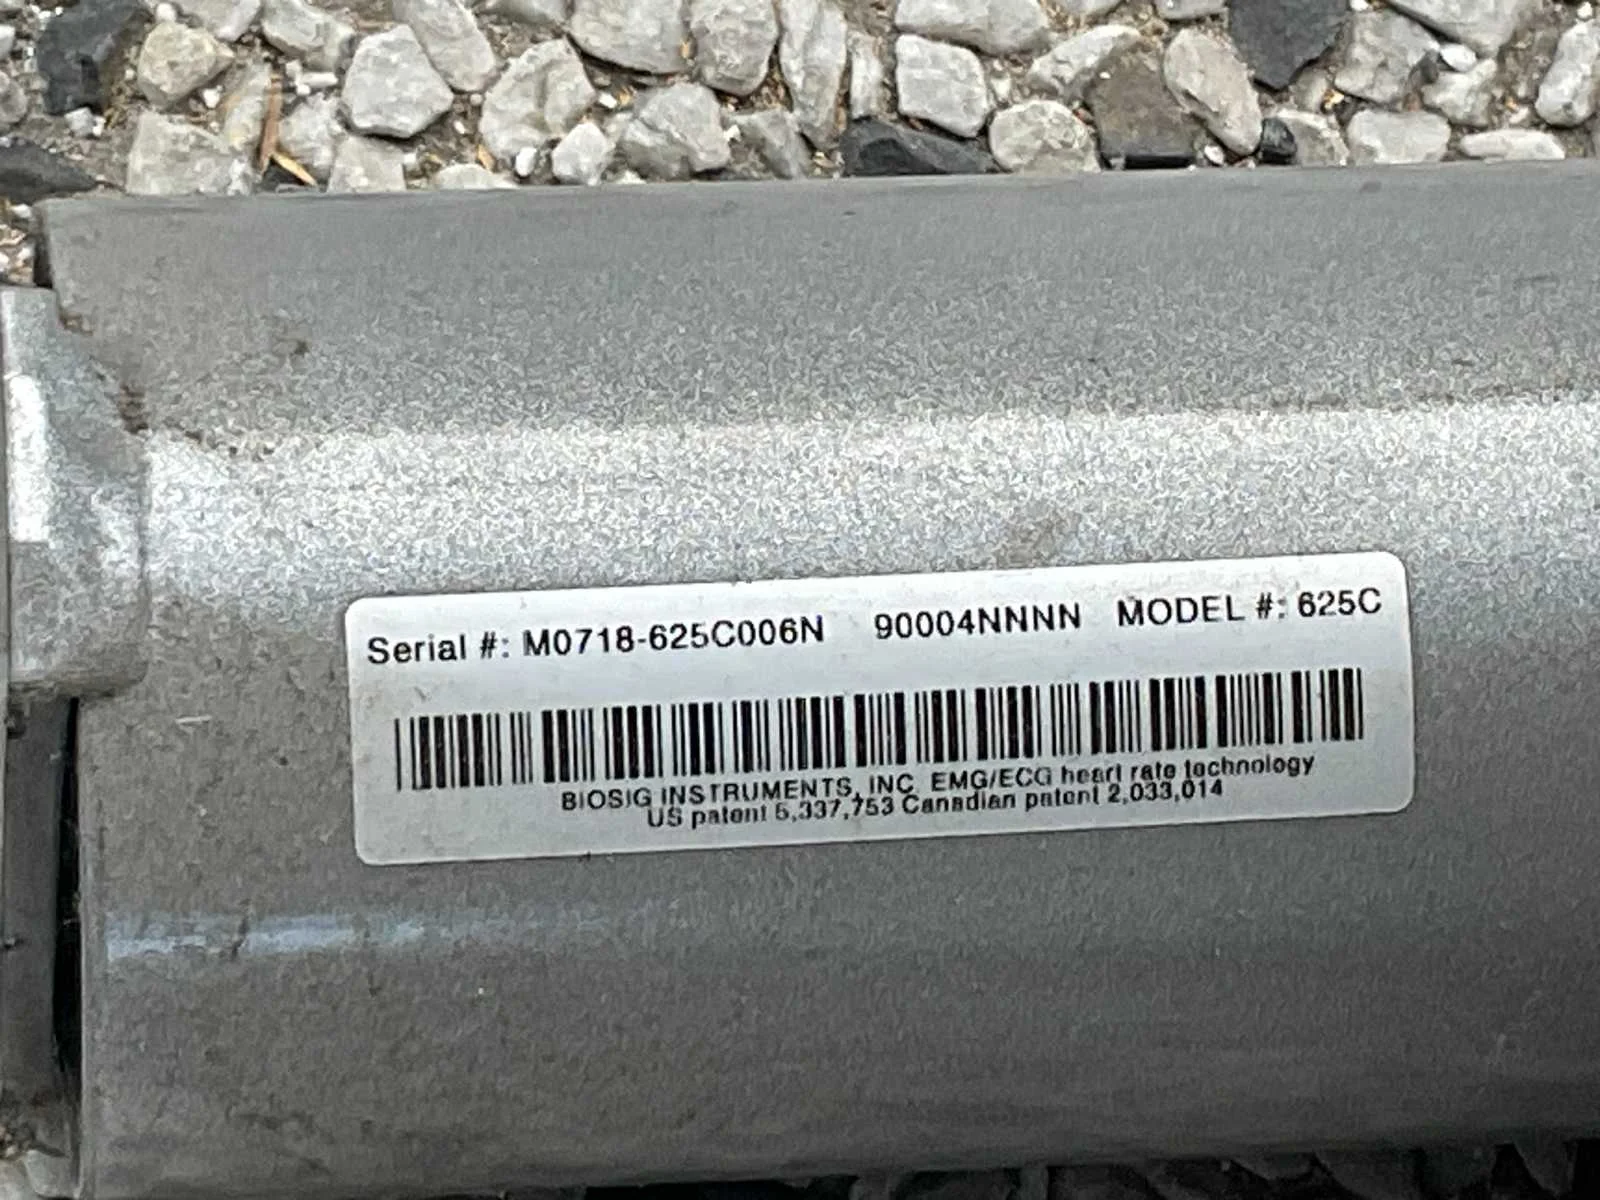 Serial #: M0718-625C006N 90004NNNN MODEL #: 625C
BIOSIG INSTRUMENTS, INC EMG/ECG heart rate technology
US patent 5,337,753 Canadian patent 2,033,014